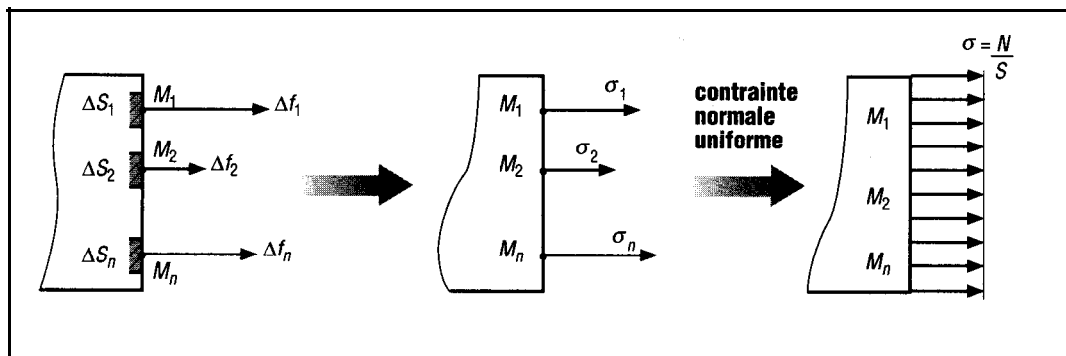 ΔS₁ M₁ Δf₁
ΔS₂ M₂ Δf₂
ΔSₙ Mₙ Δfₙ
M₁ σ₁
M₂ σ₂
Mₙ σₙ
contrainte
normale
uniforme
σ = N/S
M₁
M₂
Mₙ